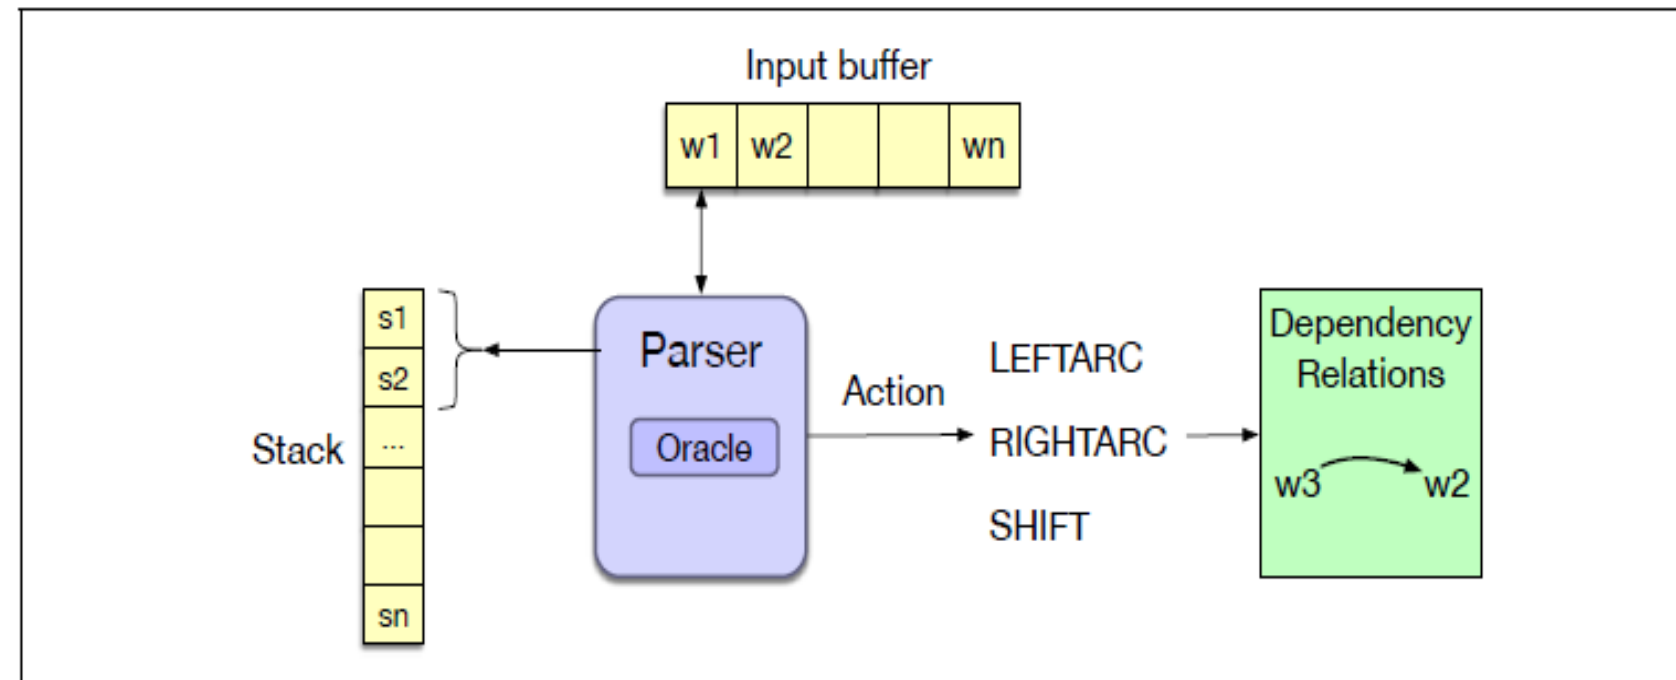 Input buffer
w1 w2 wn
s1
s2
...
sn
Stack
Parser
Oracle
Action
LEFTARC
RIGHTARC
SHIFT
Dependency
Relations
w3 w2